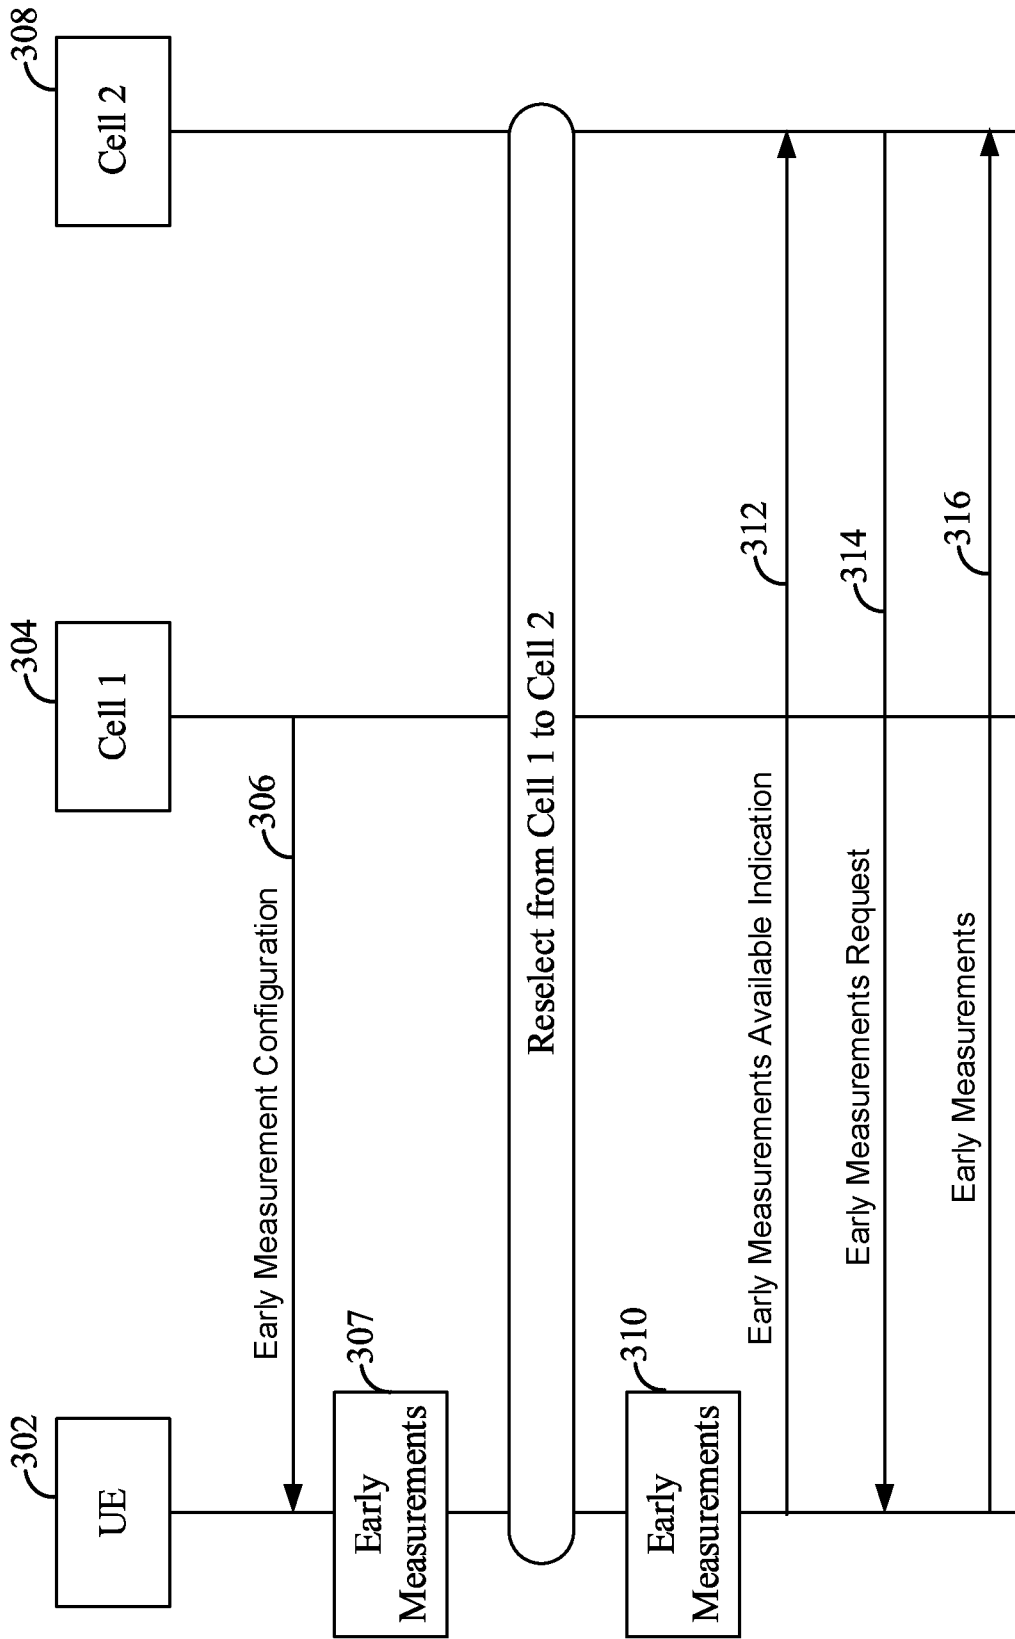 302
UE
304
Cell 1
308
Cell 2
Early Measurement Configuration
306
307
Early
Measurements
Reselect from Cell 1 to Cell 2
310
Early
Measurements
Early Measurements Available Indication
312
Early Measurements Request
314
Early Measurements
316